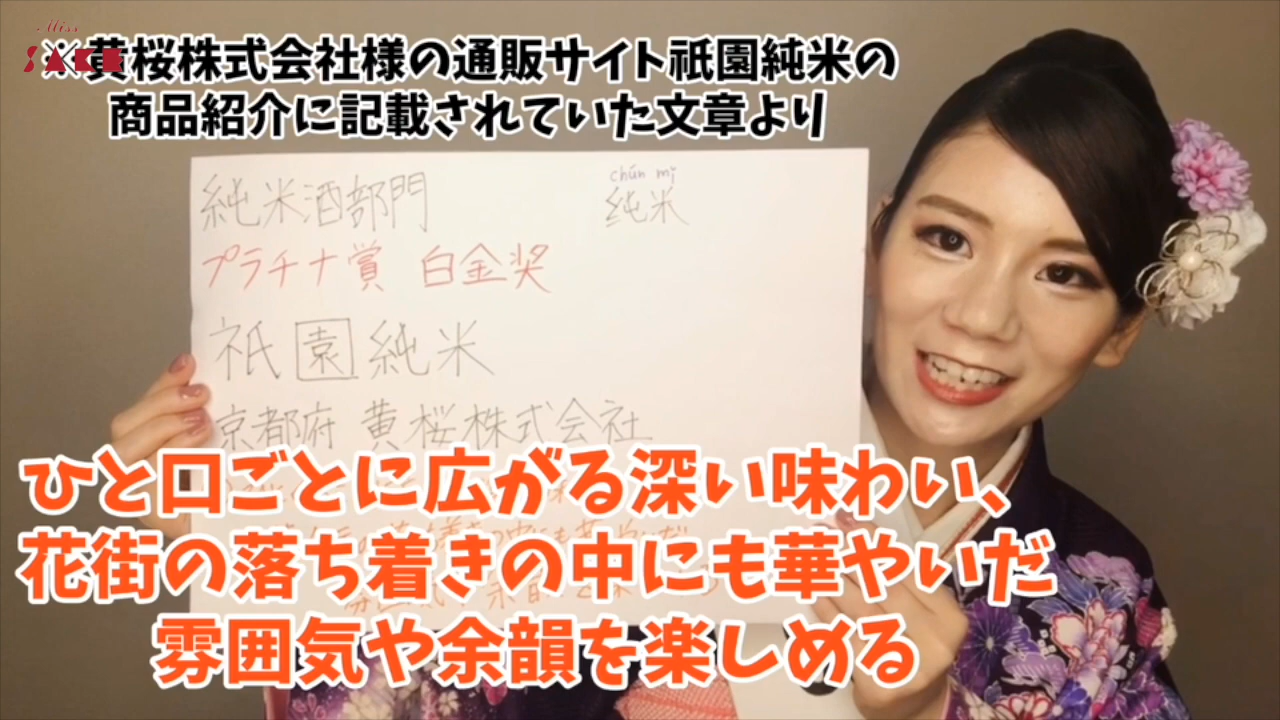 Miss
SAKE
※黄桜株式会社様の通販サイト祇園純米の
商品紹介に記載されていた文章より
純米酒部門
chún mǐ
纯米
プラチナ賞 白金奖
祇園純米
京都府 黄桜株式会社
ひと口ごとに広がる深い味わい、
花街の落ち着きの中にも華やいだ
雰囲気や余韻を楽しめる